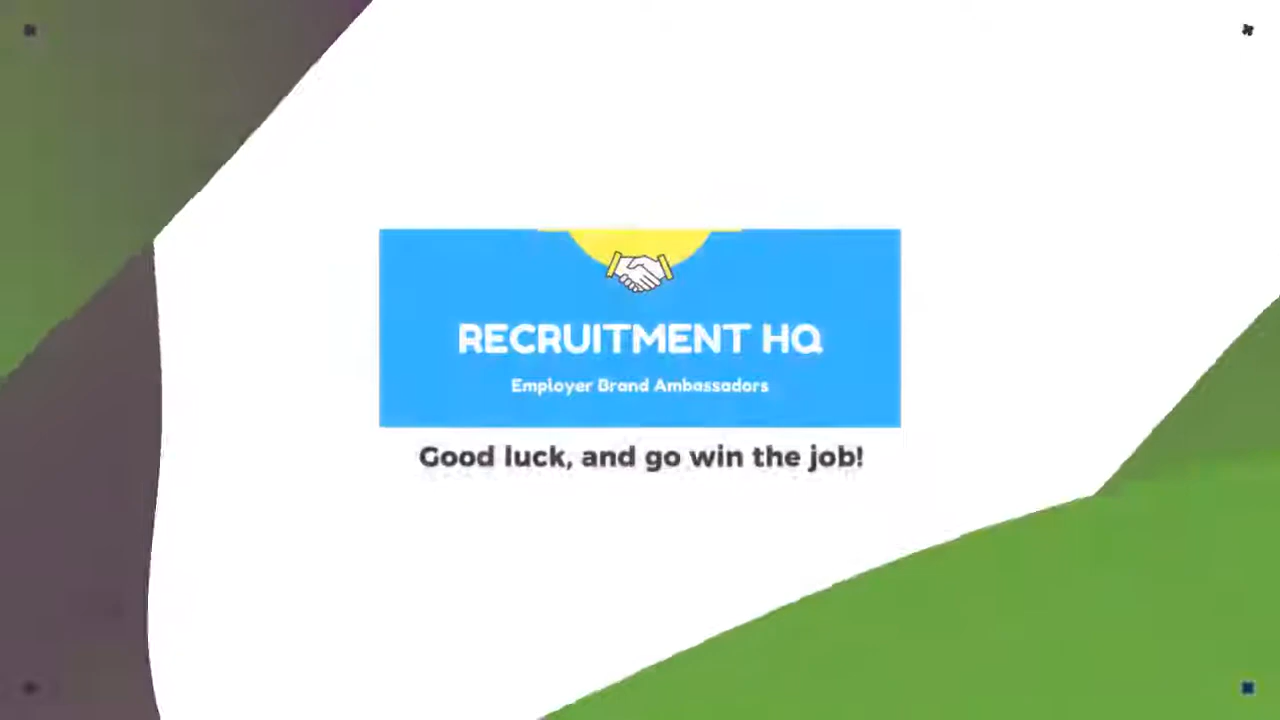 RECRUITMENT HQ
Employer Brand Ambassadors
Good luck, and go win the job!